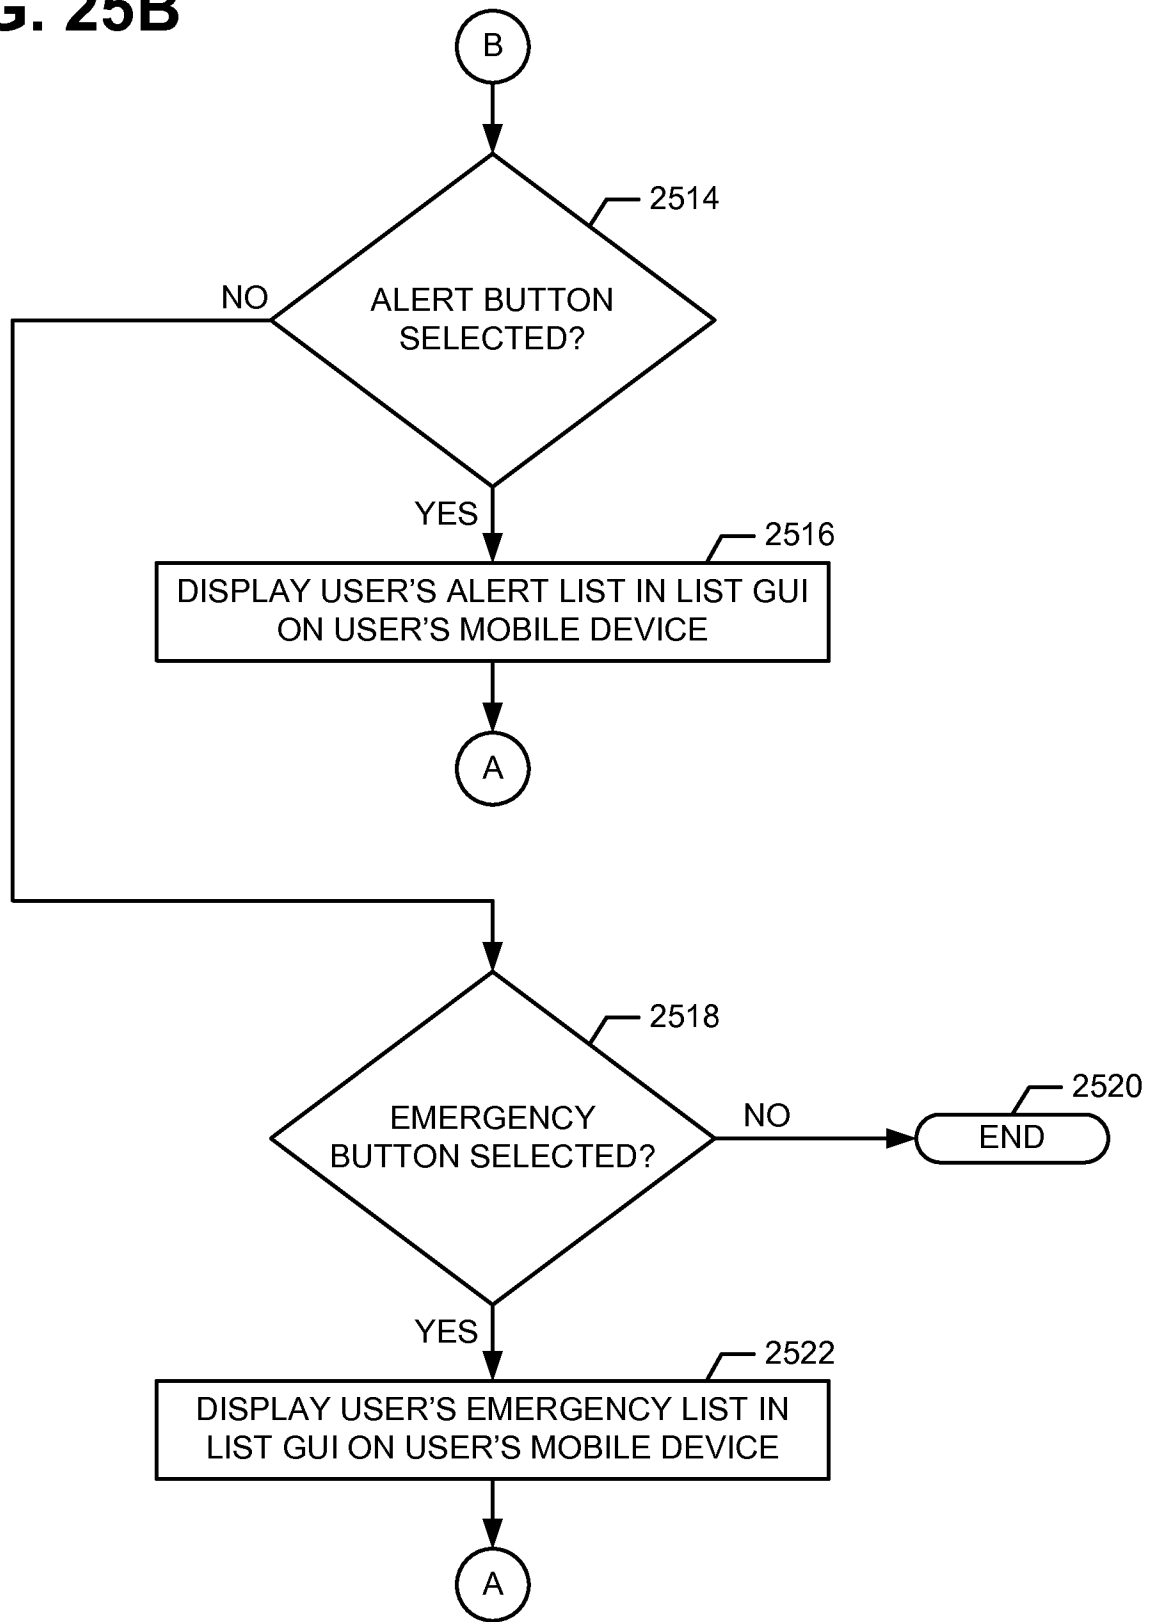 G. 25B
B
2514
NO
ALERT BUTTON
SELECTED?
YES
2516
DISPLAY USER’S ALERT LIST IN LIST GUI
ON USER’S MOBILE DEVICE
A
2518
EMERGENCY
BUTTON SELECTED?
NO
2520
END
YES
2522
DISPLAY USER’S EMERGENCY LIST IN
LIST GUI ON USER’S MOBILE DEVICE
A